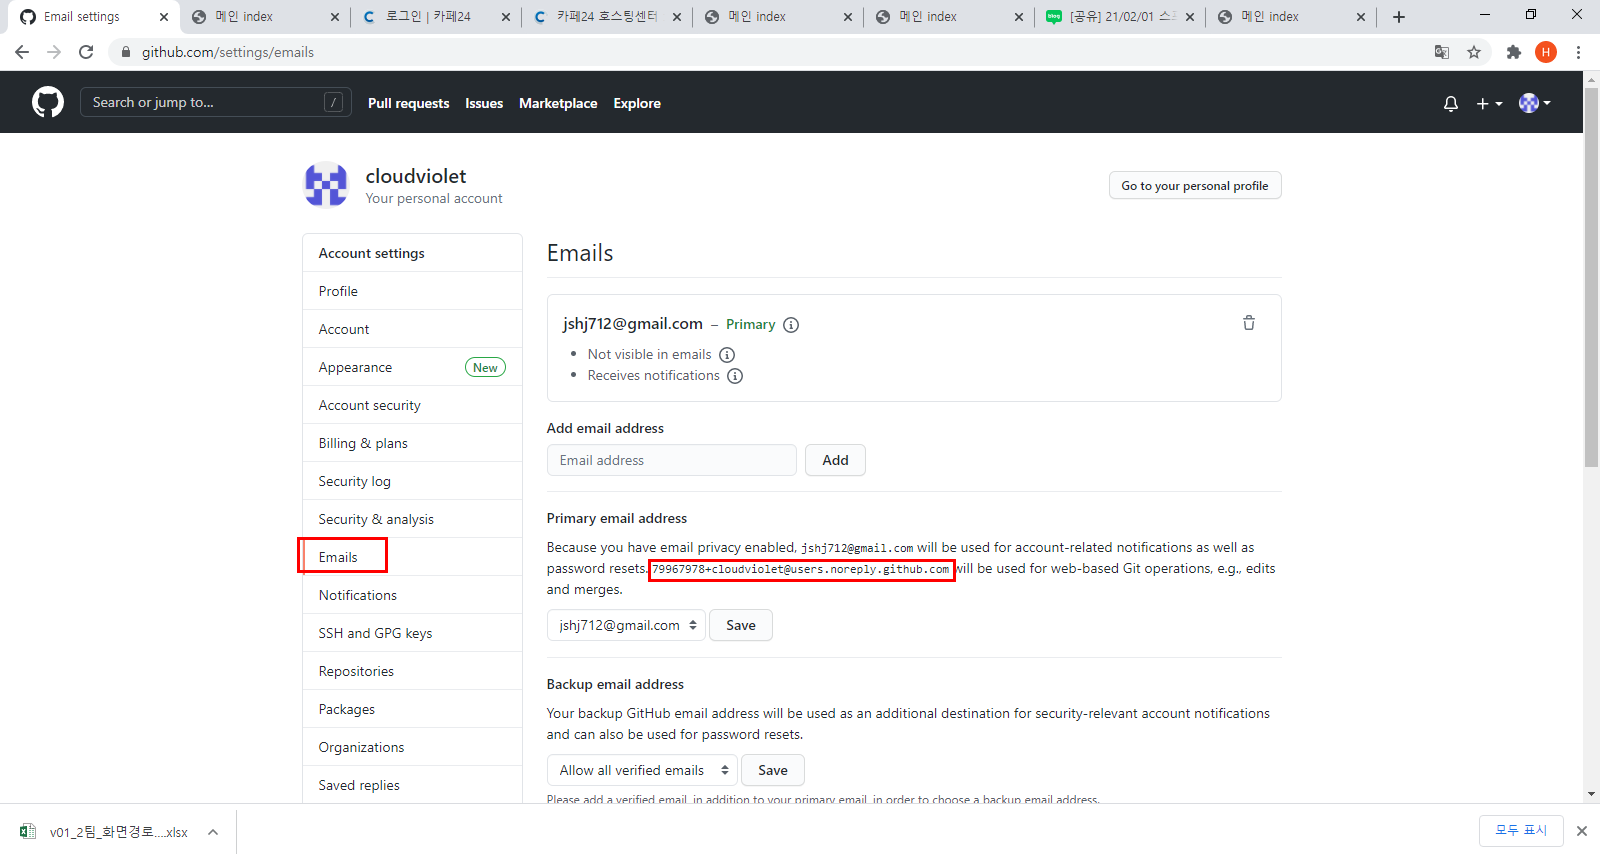 Email settings
메인 index
로그인 | 카페24
카페24 호스팅센터
메인 index
메인 index
[공유] 21/02/01 스
메인 index
github.com/settings/emails
H
Search or jump to...
/
Pull requests
Issues
Marketplace
Explore
cloudviolet
Your personal account
Go to your personal profile
Account settings
Profile
Account
Appearance
New
Account security
Billing & plans
Security log
Security & analysis
Emails
Notifications
SSH and GPG keys
Repositories
Packages
Organizations
Saved replies
Emails
jshj712@gmail.com – Primary
Not visible in emails
Receives notifications
Add email address
Email address
Add
Primary email address
Because you have email privacy enabled, jshj712@gmail.com will be used for account-related notifications as well as
password resets. 79967978+cloudviolet@users.noreply.github.com will be used for web-based Git operations, e.g., edits
and merges.
jshj712@gmail.com
Save
Backup email address
Your backup GitHub email address will be used as an additional destination for security-relevant account notifications
and can also be used for password resets.
Allow all verified emails
Save
Please add a verified email, in addition to your primary email, in order to choose a backup email address.
v01_2팀_화면경로....xlsx
모두 표시